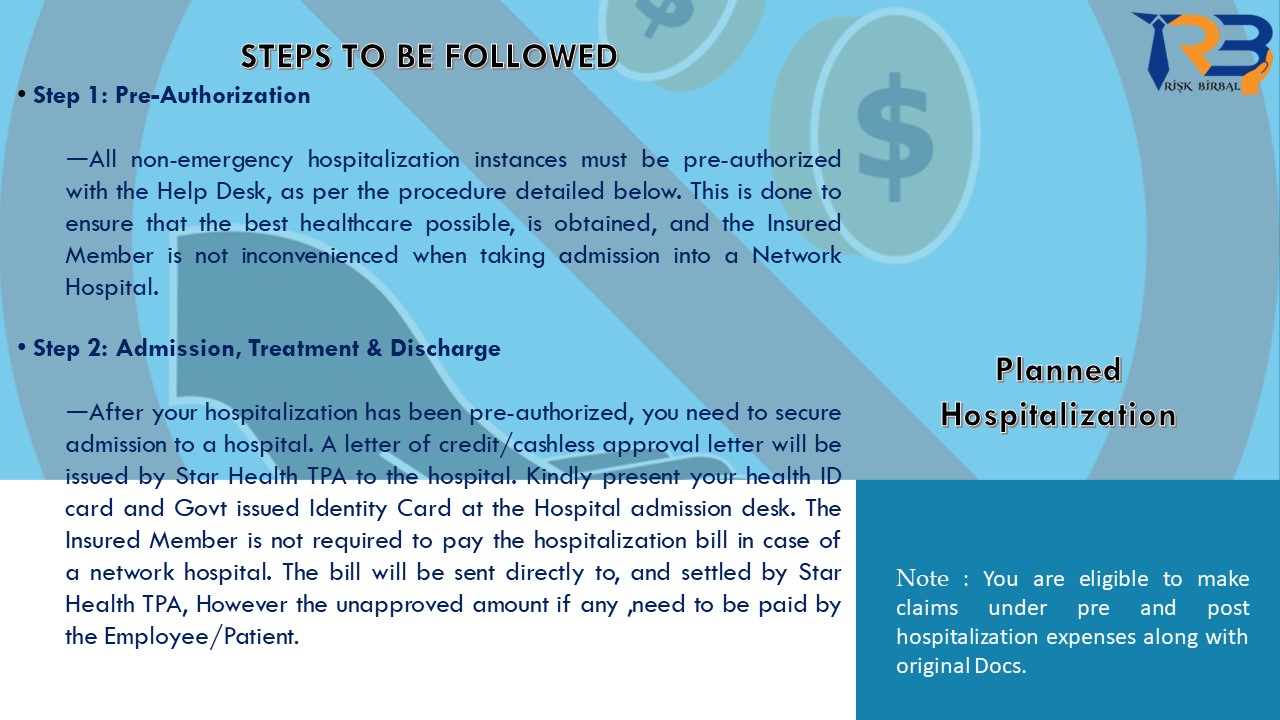 STEPS TO BE FOLLOWED
RİŞK BİRBAL
• Step 1: Pre-Authorization
—All non-emergency hospitalization instances must be pre-authorized
with the Help Desk, as per the procedure detailed below. This is done to
ensure that the best healthcare possible, is obtained, and the Insured
Member is not inconvenienced when taking admission into a Network
Hospital.
• Step 2: Admission, Treatment & Discharge
—After your hospitalization has been pre-authorized, you need to secure
admission to a hospital. A letter of credit/cashless approval letter will be
issued by Star Health TPA to the hospital. Kindly present your health ID
card and Govt issued Identity Card at the Hospital admission desk. The
Insured Member is not required to pay the hospitalization bill in case of
a network hospital. The bill will be sent directly to, and settled by Star
Health TPA, However the unapproved amount if any ,need to be paid by
the Employee/Patient.
Planned
Hospitalization
Note : You are eligible to make
claims under pre and post
hospitalization expenses along with
original Docs.